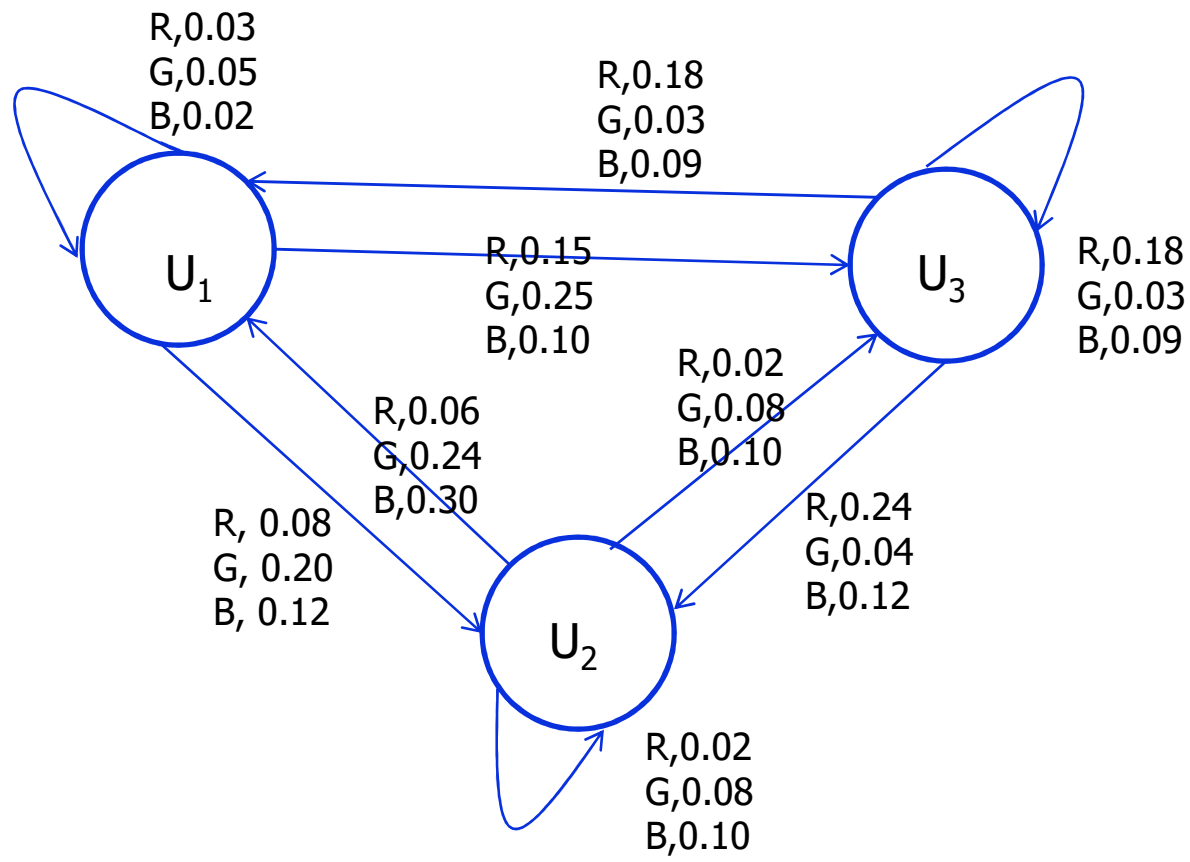 R,0.03
G,0.05
B,0.02
R,0.18
G,0.03
B,0.09
U1
R,0.15
G,0.25
B,0.10
U3
R,0.18
G,0.03
B,0.09
R,0.06
G,0.24
B,0.30
R,0.02
G,0.08
B,0.10
R, 0.08
G, 0.20
B, 0.12
R,0.24
G,0.04
B,0.12
U2
R,0.02
G,0.08
B,0.10